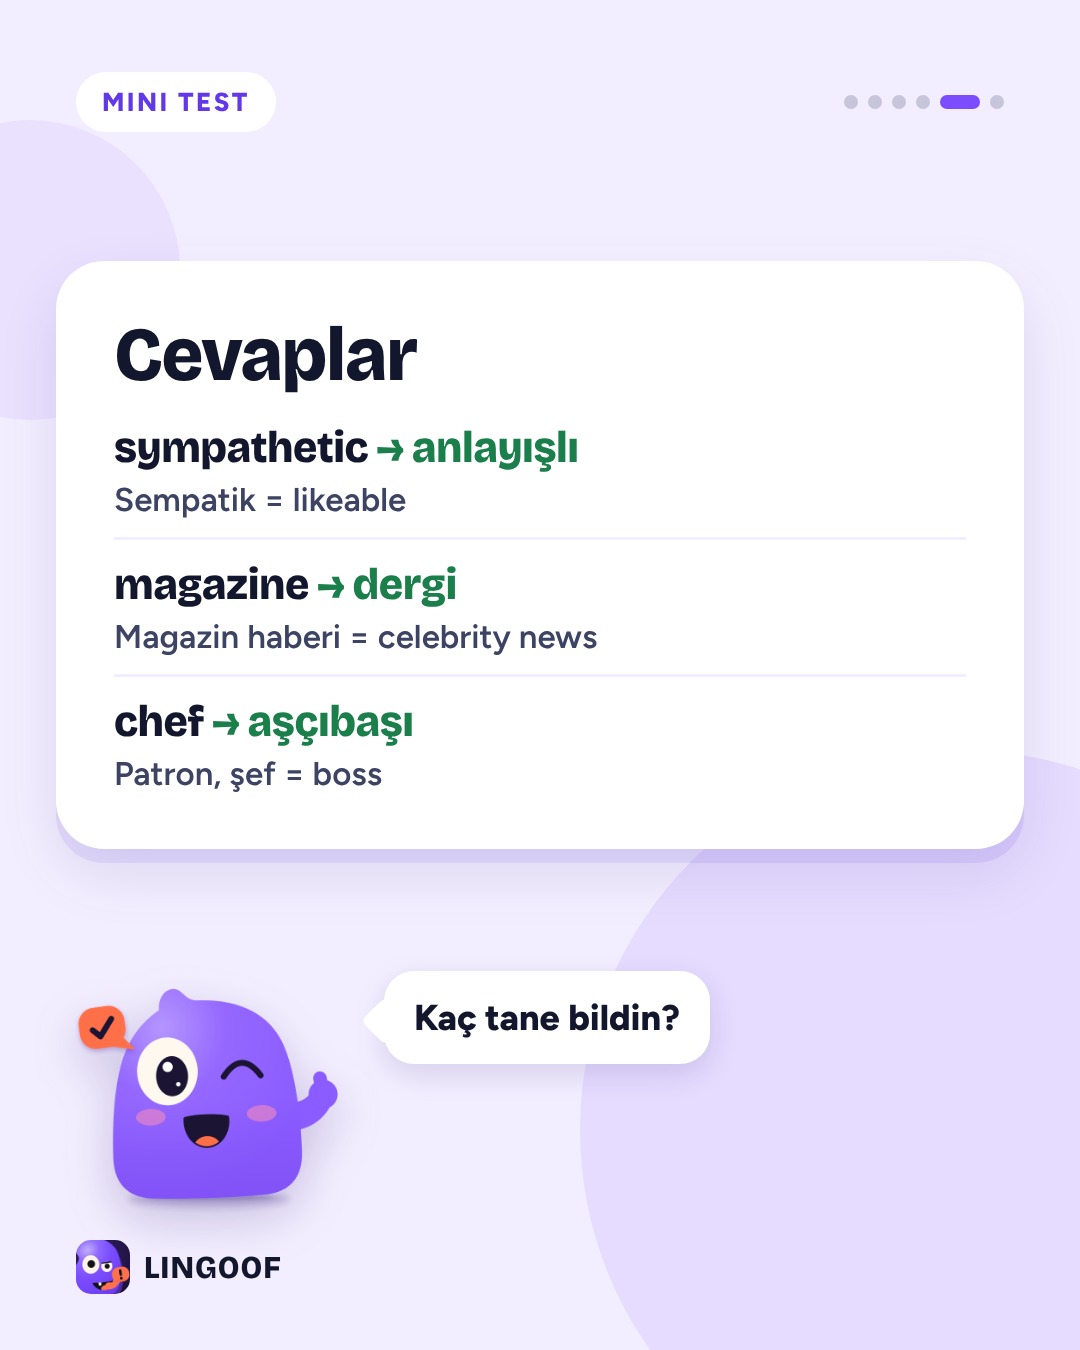 MINI TEST
Cevaplar
sympathetic → anlayışlı
Sempatik = likeable
magazine → dergi
Magazin haberi = celebrity news
chef → aşçıbaşı
Patron, şef = boss
Kaç tane bildin?
LINGOOF